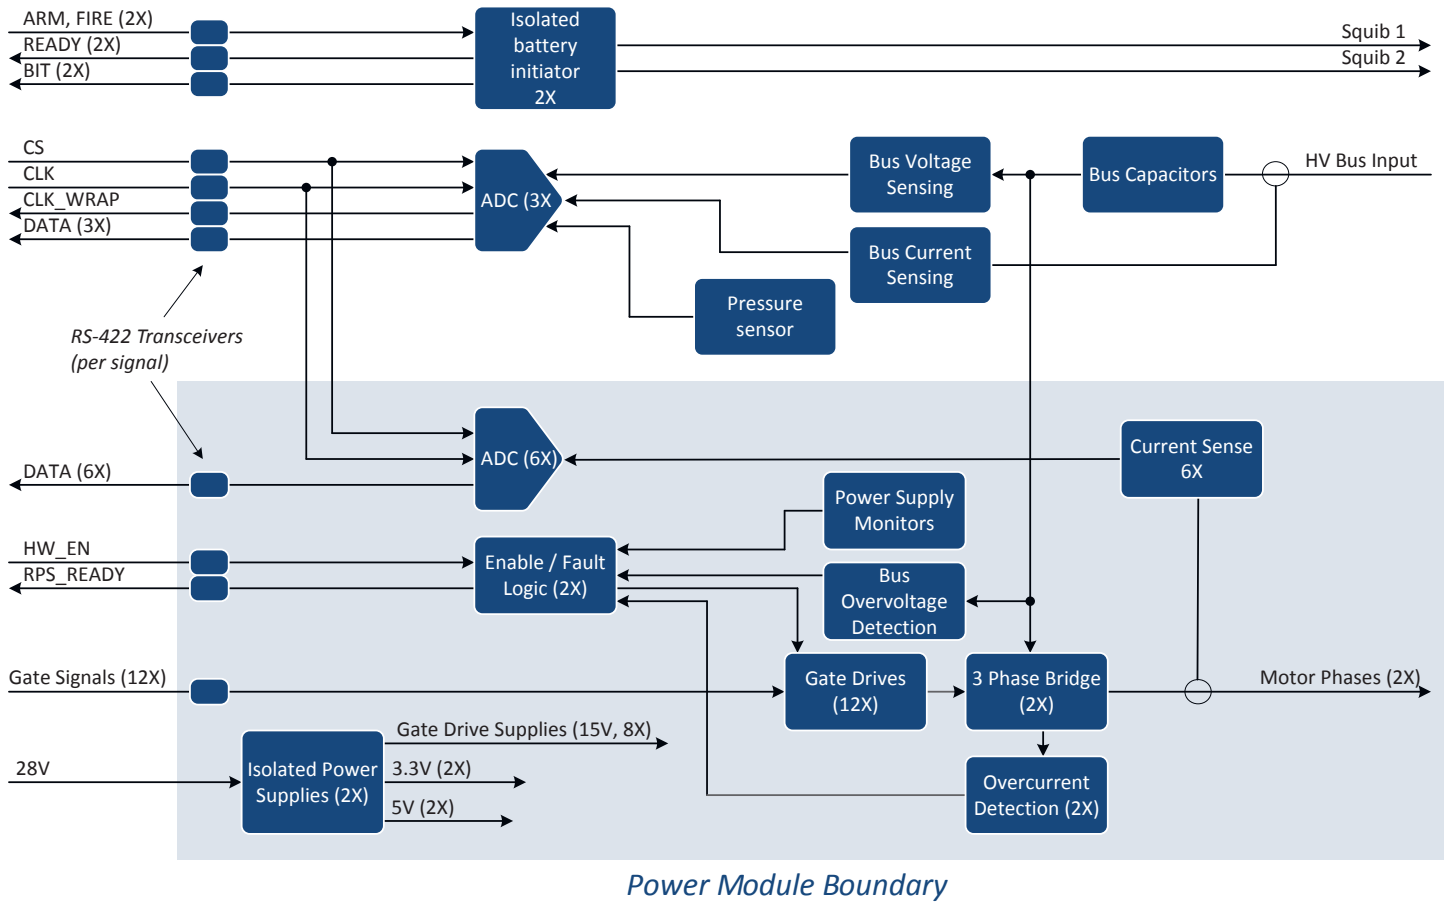 ARM, FIRE (2X)
READY (2X)
BIT (2X)
Isolated
battery
initiator
2X
Squib 1
Squib 2
CS
CLK
CLK_WRAP
DATA (3X)
ADC (3X
Bus Voltage
Sensing
Bus Capacitors
HV Bus Input
Bus Current
Sensing
Pressure
sensor
RS-422 Transceivers
(per signal)
DATA (6X)
ADC (6X)
Current Sense
6X
Power Supply
Monitors
HW_EN
RPS_READY
Enable / Fault
Logic (2X)
Bus
Overvoltage
Detection
Gate Signals (12X)
Gate Drives
(12X)
3 Phase Bridge
(2X)
Motor Phases (2X)
28V
Isolated Power
Supplies (2X)
Gate Drive Supplies (15V, 8X)
3.3V (2X)
5V (2X)
Overcurrent
Detection (2X)
Power Module Boundary